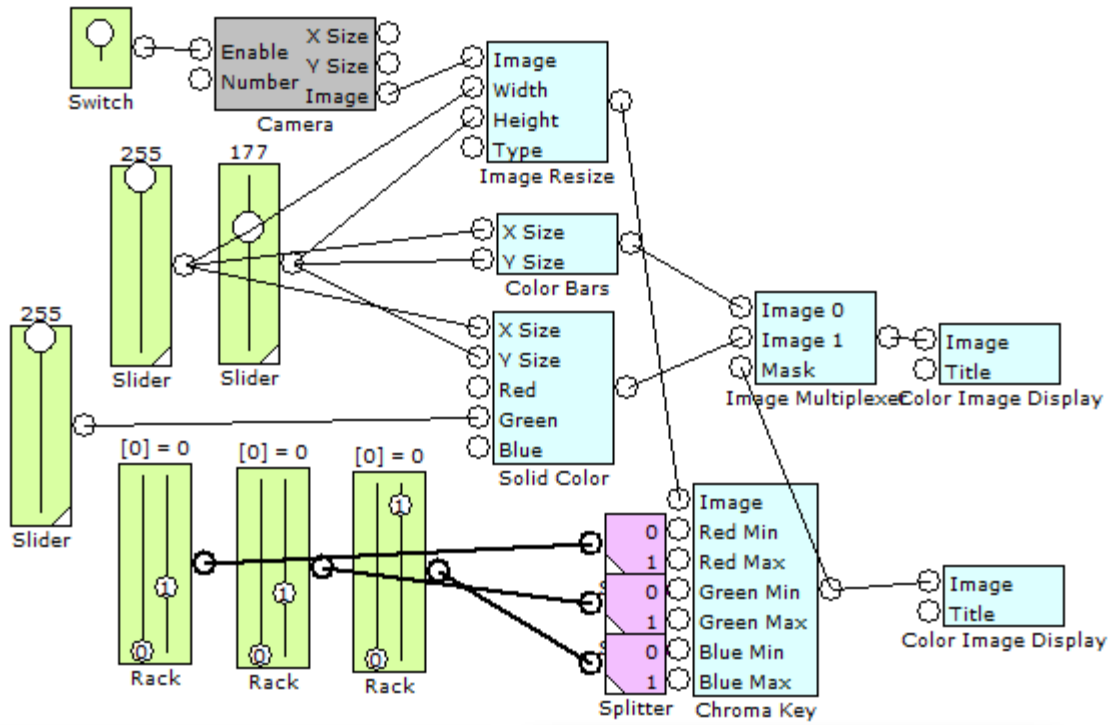 Switch
Enable
Number
X Size
Y Size
Image
Camera
Image
Width
Height
Type
Image Resize
255
Slider
177
Slider
X Size
Y Size
Color Bars
255
Slider
X Size
Y Size
Red
Green
Blue
Solid Color
Image 0
Image 1
Mask
Image Multiplexer
Image
Title
Color Image Display
[0] = 0
1
0
Rack
[0] = 0
1
0
Rack
[0] = 0
1
0
Rack
0
1
0
1
0
1
Splitter
Image
Red Min
Red Max
Green Min
Green Max
Blue Min
Blue Max
Chroma Key
Image
Title
Color Image Display